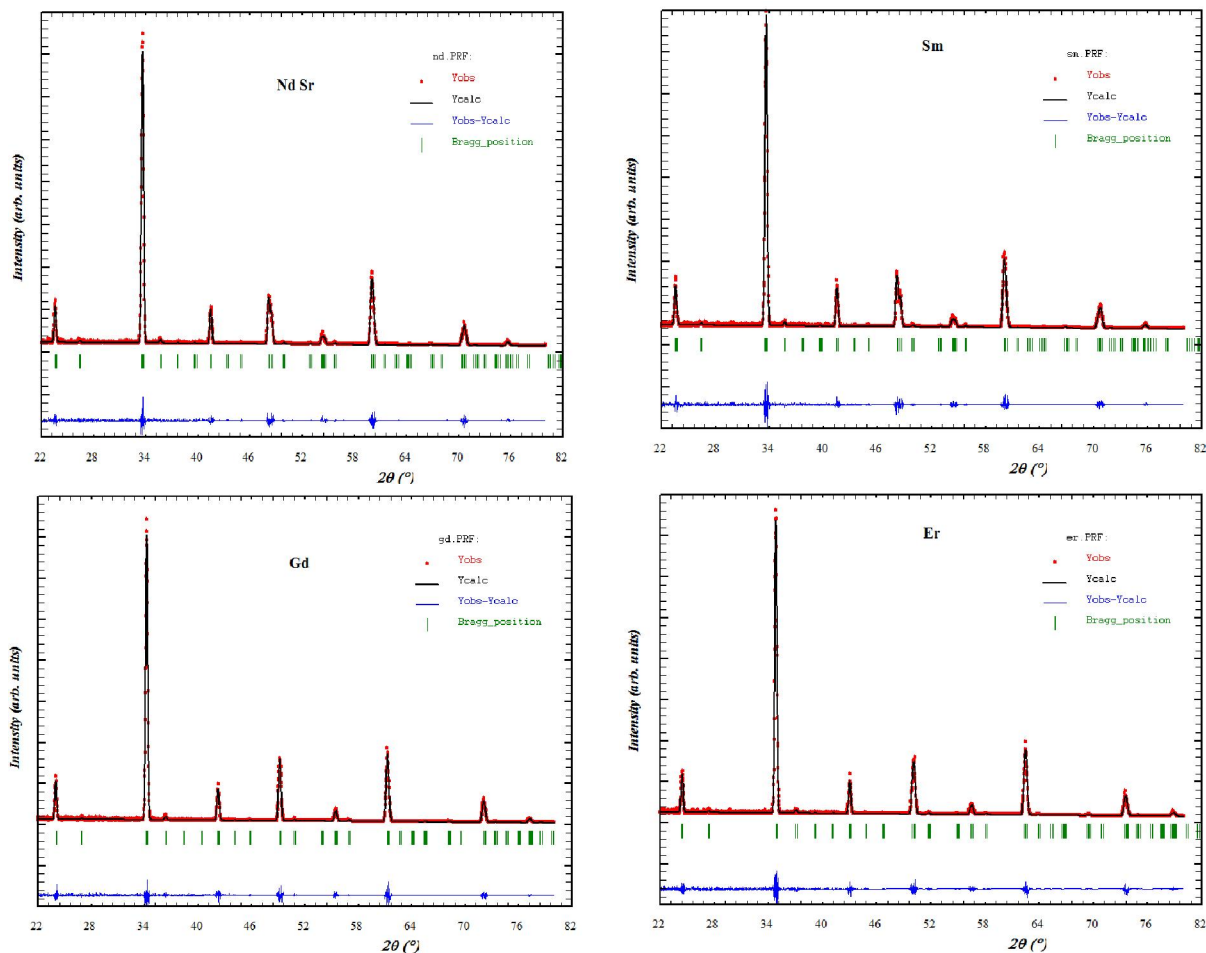 nd.PRF:
Nd Sr
Yobs
Ycalc
Yobs-Ycalc
Bragg_position
Intensity (arb. units)
22 28 34 40 46 52 58 64 70 76 82
2θ (°)
Sm
sm.PRF:
Yobs
Ycalc
Yobs-Ycalc
Bragg_position
Intensity (arb. units)
22 28 34 40 46 52 58 64 70 76 82
2θ (°)
gd.PRF:
Gd
Yobs
Ycalc
Yobs-Ycalc
Bragg_position
Intensity (arb. units)
22 28 34 40 46 52 58 64 70 76 82
2θ (°)
Er
er.PRF:
Yobs
Ycalc
Yobs-Ycalc
Bragg_position
Intensity (arb. units)
22 28 34 40 46 52 58 64 70 76 82
2θ (°)